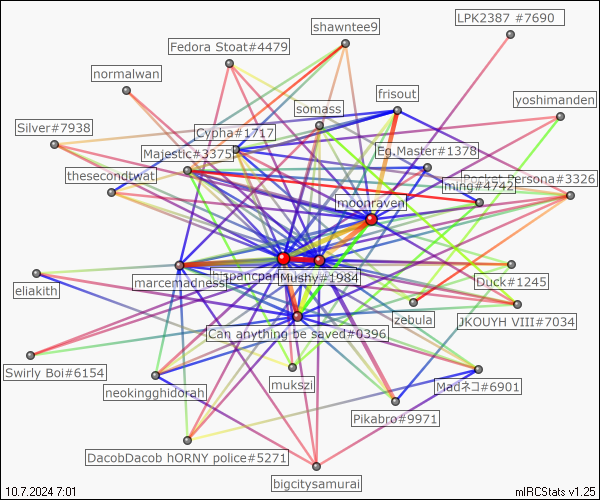 LPK2387 #7690
shawntee9
Fedora Stoat#4479
normalwan
frisout
yoshimanden
somass
Silver#7938
Cypha#1717
Eg.Master#1378
Majestic#3375
Pocket Persona#3326
ming#4742
thesecondtwat
moonraven
Mushy#1984
marcemadness
Duck#1245
eliakith
zebula
JKOUYH VIII#7034
Can anything be saved#0396
Swirly Boi#6154
mukszi
Madネコ#6901
neokingghidorah
Pikabro#9971
DacobDacob hORNY police#5271
bigcitysamurai
10.7.2024 7:01
mIRCStats v1.25